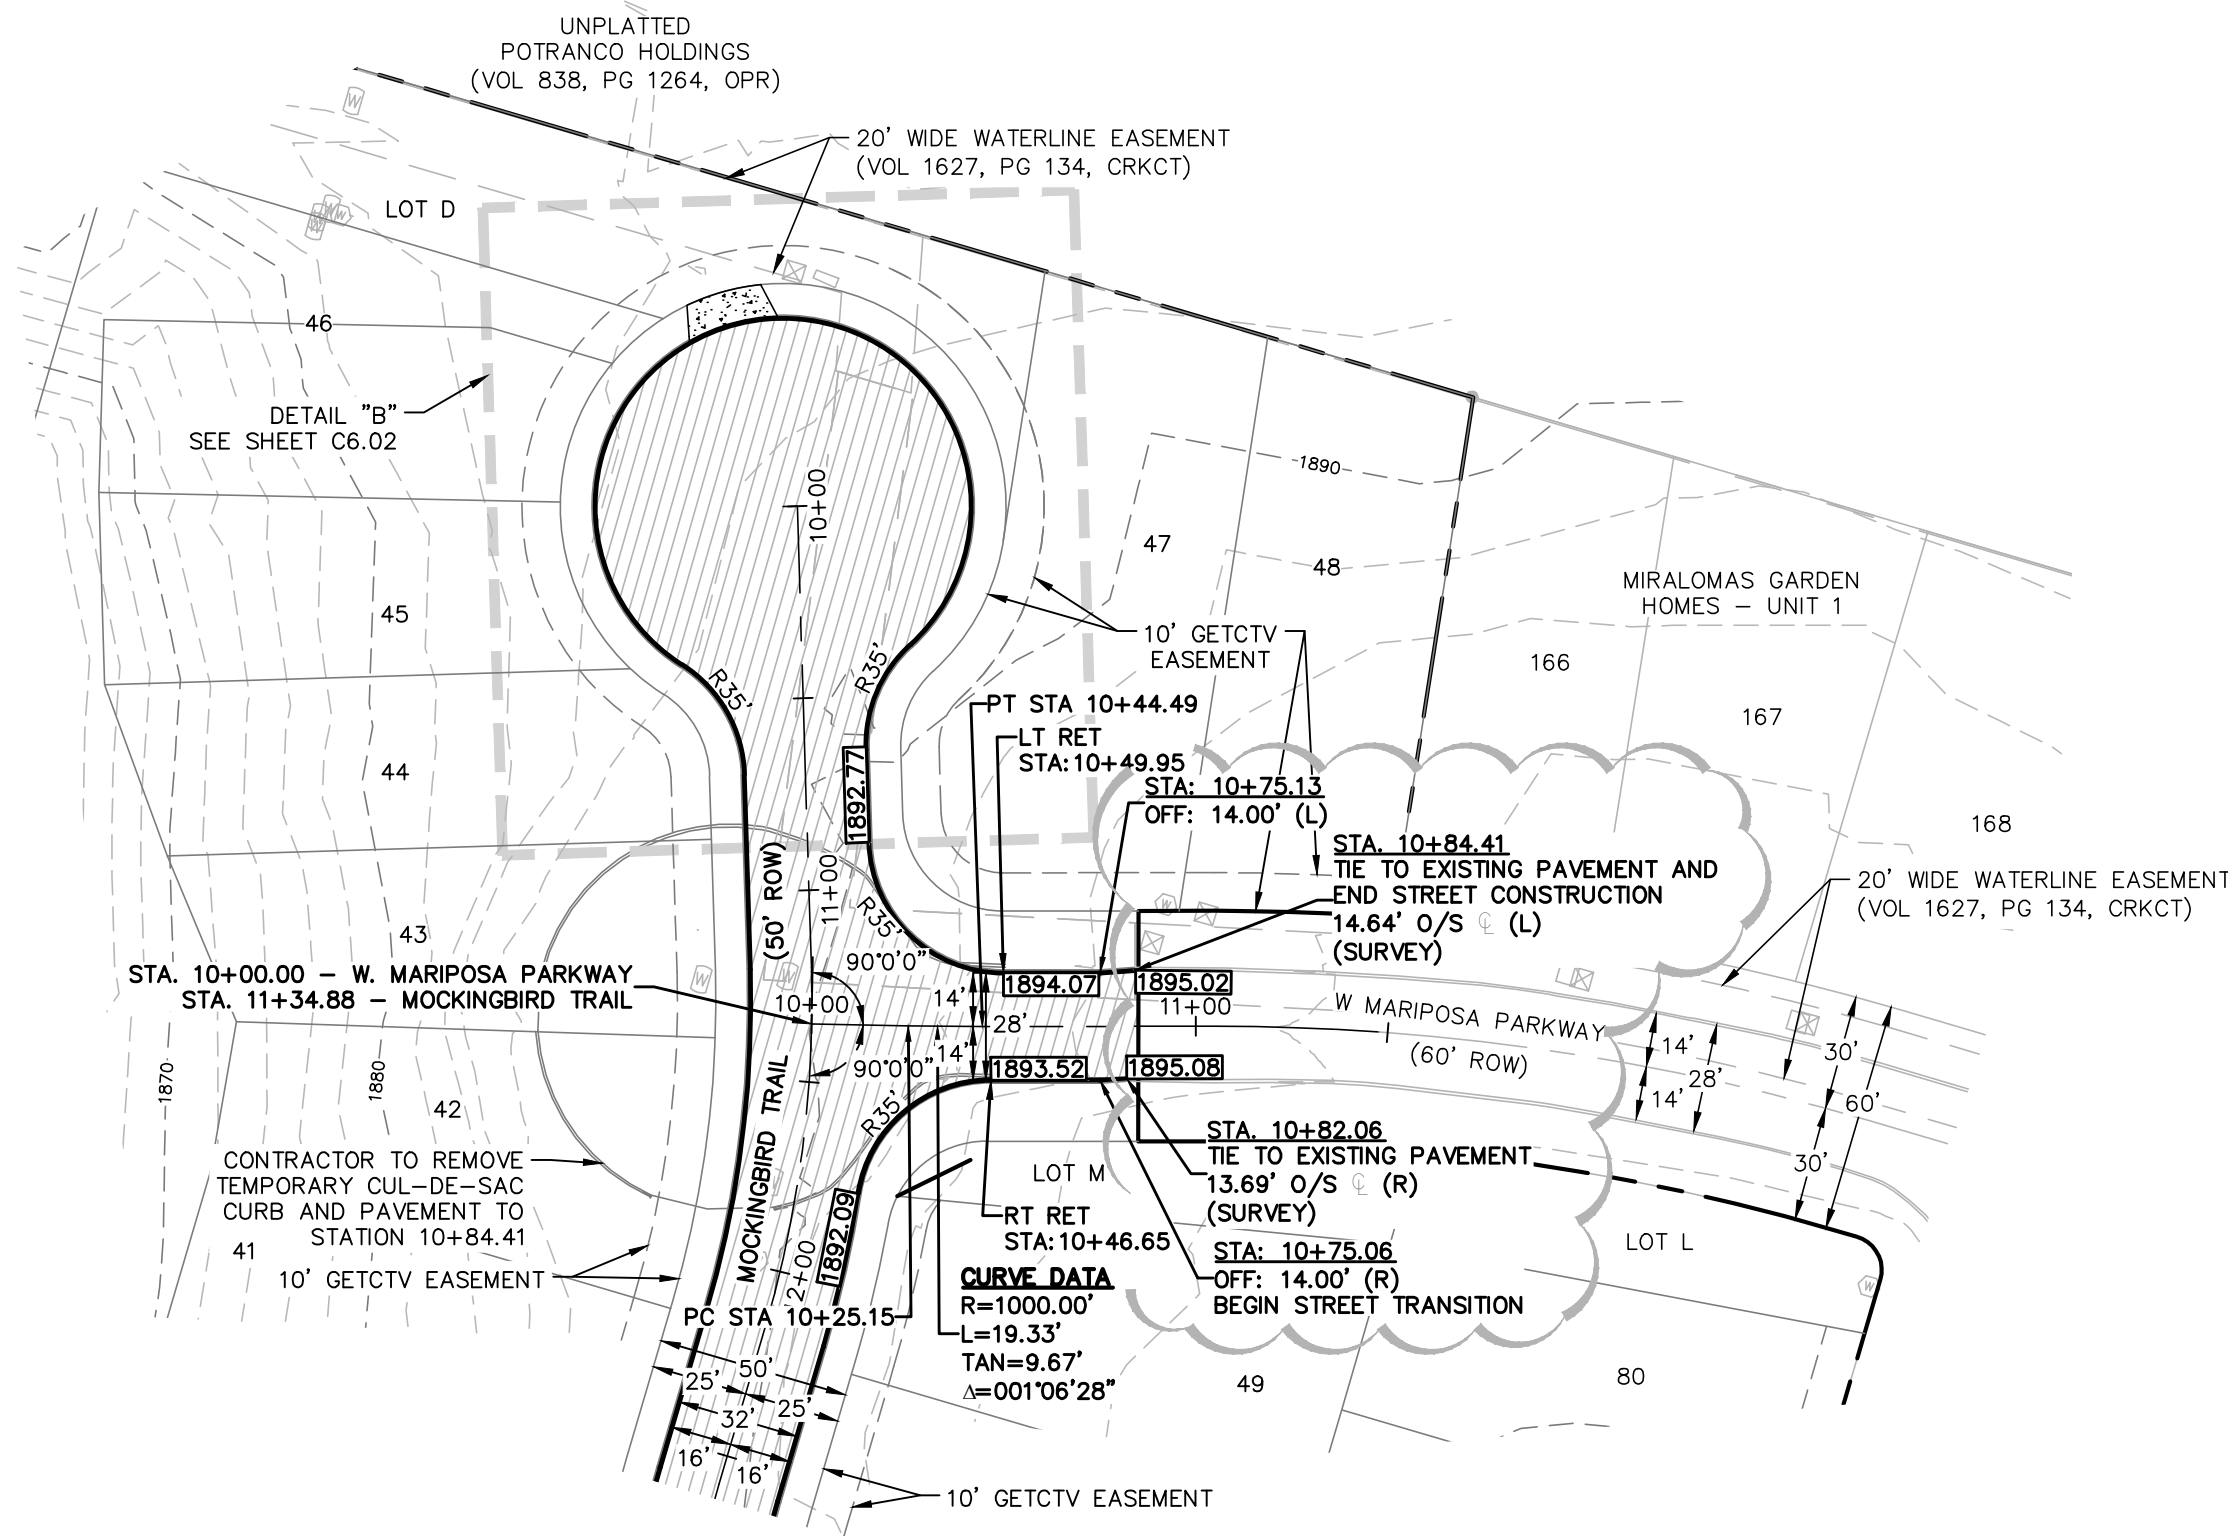 UNPLATTED
POTRANCO HOLDINGS
(VOL 838, PG 1264, OPR)
20' WIDE WATERLINE EASEMENT
(VOL 1627, PG 134, CRKCT)
LOT D
46
DETAIL "B"
SEE SHEET C6.02
10+00
1890
47
48
MIRALOMAS GARDEN
HOMES – UNIT 1
45
10' GETCTV
EASEMENT
166
R35'
R35'
PT STA 10+44.49
167
LT RET
STA:10+49.95
44
1892.77
STA: 10+75.13
OFF: 14.00' (L)
168
STA. 10+84.41
TIE TO EXISTING PAVEMENT AND
END STREET CONSTRUCTION
14.64' O/S ℄ (L)
(SURVEY)
20' WIDE WATERLINE EASEMENT
(VOL 1627, PG 134, CRKCT)
(50' ROW)
11+00
R35'
43
90°0'0"
STA. 10+00.00 – W. MARIPOSA PARKWAY
STA. 11+34.88 – MOCKINGBIRD TRAIL
10+00
14'
1894.07
1895.02
11+00
W MARIPOSA PARKWAY
(60' ROW)
28'
14'
90°0'0"
1893.52
1895.08
14'
28'
14'
30'
60'
30'
1870
1880
42
MOCKINGBIRD TRAIL
R35'
CONTRACTOR TO REMOVE
TEMPORARY CUL–DE–SAC
CURB AND PAVEMENT TO
STATION 10+84.41
41
10' GETCTV EASEMENT
STA. 10+82.06
TIE TO EXISTING PAVEMENT
13.69' O/S ℄ (R)
(SURVEY)
LOT M
RT RET
STA:10+46.65
STA: 10+75.06
OFF: 14.00' (R)
BEGIN STREET TRANSITION
LOT L
1892.09
2+00
PC STA 10+25.15
CURVE DATA
R=1000.00'
L=19.33'
TAN=9.67'
Δ=001°06'28"
50'
25'
25'
32'
16'
16'
49
80
10' GETCTV EASEMENT
W
W
W
W
W
W
W